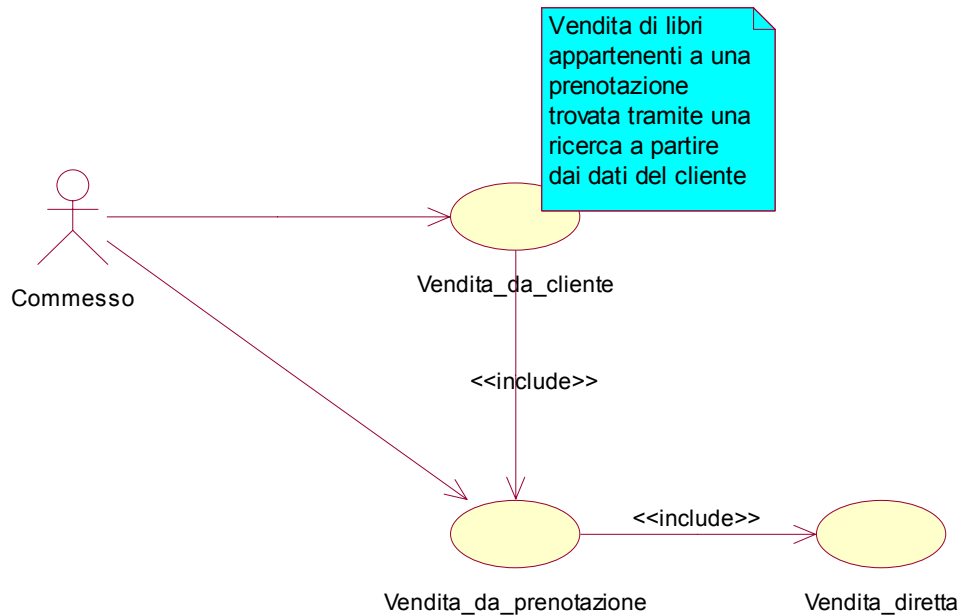 Vendita di libri
appartenenti a una
prenotazione
trovata tramite una
ricerca a partire
dai dati del cliente
Commesso
Vendita_da_cliente
<<include>>
<<include>>
Vendita_da_prenotazione
Vendita_diretta